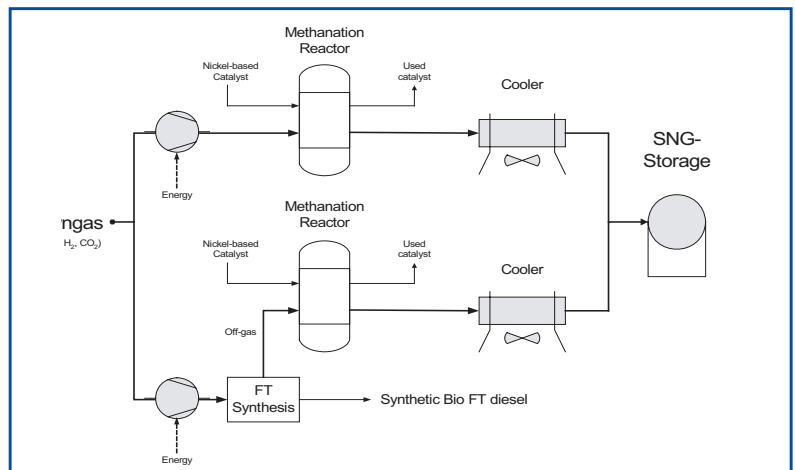 Methanation
Reactor
Nickel-based
Catalyst
Used
catalyst
Cooler
SNG-
Storage
Energy
ngas
H₂, CO₂)
Methanation
Reactor
Nickel-based
Catalyst
Used
catalyst
Cooler
Off-gas
FT
Synthesis
Synthetic Bio FT diesel
Energy